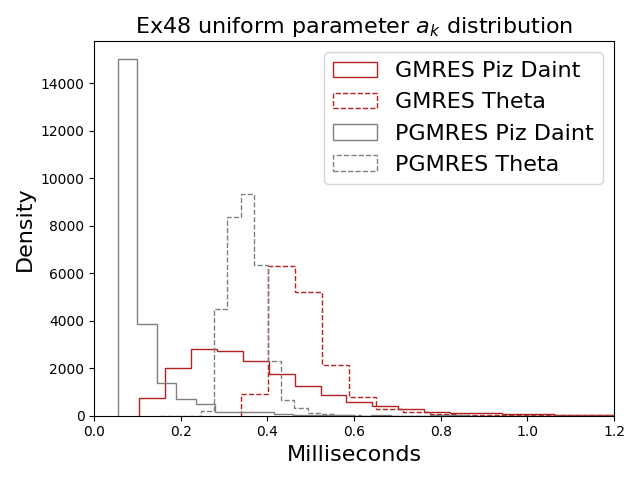 Ex48 uniform parameter a_k distribution
GMRES Piz Daint
GMRES Theta
PGMRES Piz Daint
PGMRES Theta
Density
14000
12000
10000
8000
6000
4000
2000
0
0.0 0.2 0.4 0.6 0.8 1.0 1.2
Milliseconds